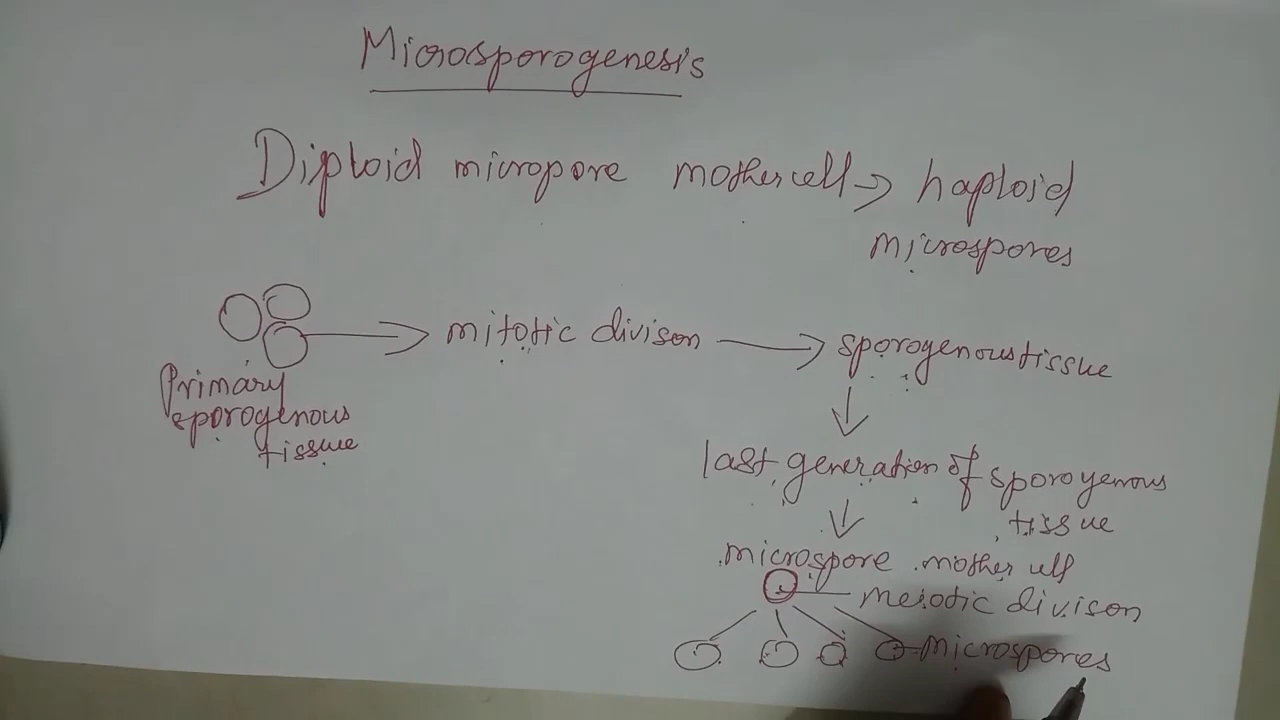 Microsporogenesis
Diploid micropore mothercell → haploid
microspores
mitotic divison → sporogenoustissue
Primary
sporogenous
tissue
last generation of sporogenous
tissue
microspore mother cell
meiotic divison
microspores